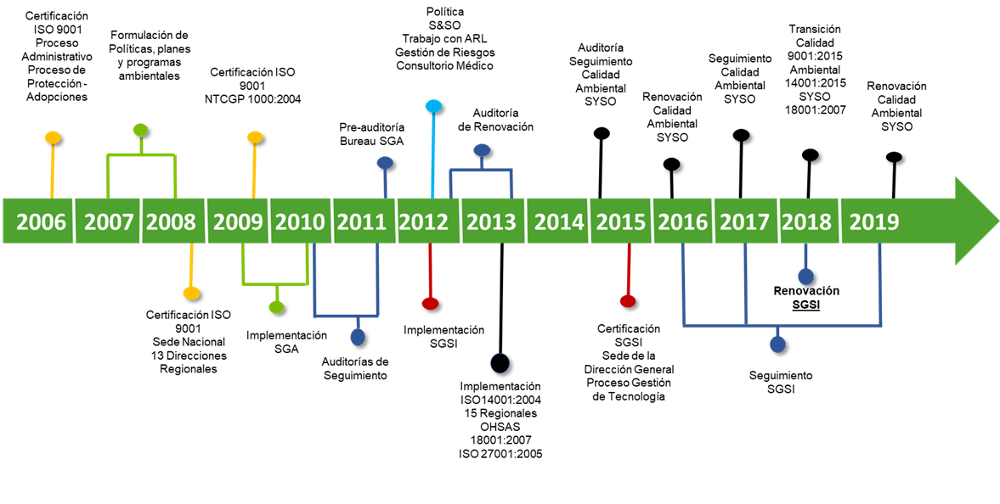 Certificación
ISO 9001
Proceso
Administrativo
Proceso de
Protección -
Adopciones
Formulación de
Políticas, planes
y programas
ambientales
Certificación ISO
9001
NTCGP 1000:2004
Pre-auditoría
Bureau SGA
Política
S&SO
Trabajo con ARL
Gestión de Riesgos
Consultorio Médico
Auditoría
de Renovación
Auditoría
Seguimiento
Calidad
Ambiental
SYSO
Renovación
Calidad
Ambiental
SYSO
Seguimiento
Calidad
Ambiental
SYSO
Transición
Calidad
9001:2015
Ambiental
14001:2015
SYSO
18001:2007
Renovación
Calidad
Ambiental
SYSO
2006 2007 2008 2009 2010 2011 2012 2013 2014 2015 2016 2017 2018 2019
Certificación ISO
9001
Sede Nacional
13 Direcciones
Regionales
Implementación
SGA
Auditorías de
Seguimiento
Implementación
SGSI
Implementación
ISO14001:2004
15 Regionales
OHSAS
18001:2007
ISO 27001:2005
Certificación
SGSI
Sede de la
Dirección General
Proceso Gestión
de Tecnología
Renovación
SGSI
Seguimiento
SGSI